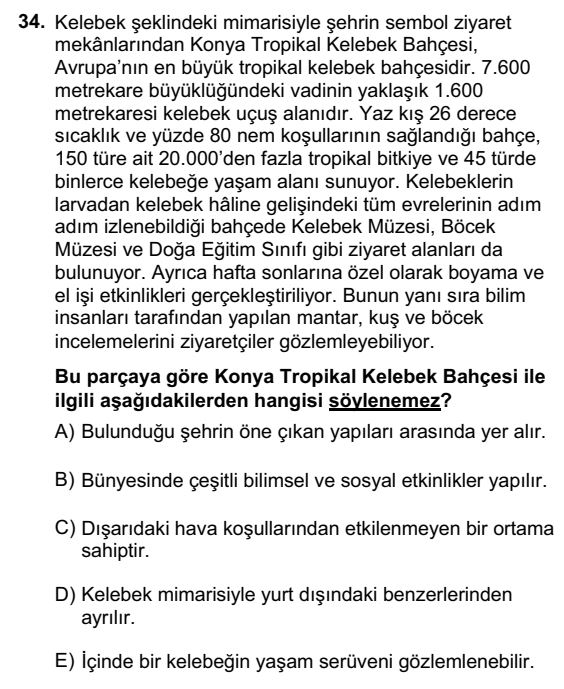 34. Kelebek şeklindeki mimarisiyle şehrin sembol ziyaret
mekânlarından Konya Tropikal Kelebek Bahçesi,
Avrupa’nın en büyük tropikal kelebek bahçesidir. 7.600
metrekare büyüklüğündeki vadinin yaklaşık 1.600
metrekaresi kelebek uçuş alanıdır. Yaz kış 26 derece
sıcaklık ve yüzde 80 nem koşullarının sağlandığı bahçe,
150 türe ait 20.000’den fazla tropikal bitkiye ve 45 türde
binlerce kelebeğe yaşam alanı sunuyor. Kelebeklerin
larvadan kelebek hâline gelişindeki tüm evrelerinin adım
adım izlenebildiği bahçede Kelebek Müzesi, Böcek
Müzesi ve Doğa Eğitim Sınıfı gibi ziyaret alanları da
bulunuyor. Ayrıca hafta sonlarına özel olarak boyama ve
el işi etkinlikleri gerçekleştiriliyor. Bunun yanı sıra bilim
insanları tarafından yapılan mantar, kuş ve böcek
incelemelerini ziyaretçiler gözlemleyebiliyor.
Bu parçaya göre Konya Tropikal Kelebek Bahçesi ile
ilgili aşağıdakilerden hangisi söylenemez?
A) Bulunduğu şehrin öne çıkan yapıları arasında yer alır.
B) Bünyesinde çeşitli bilimsel ve sosyal etkinlikler yapılır.
C) Dışarıdaki hava koşullarından etkilenmeyen bir ortama
sahiptir.
D) Kelebek mimarisiyle yurt dışındaki benzerlerinden
ayrılır.
E) İçinde bir kelebeğin yaşam serüveni gözlemlenebilir.